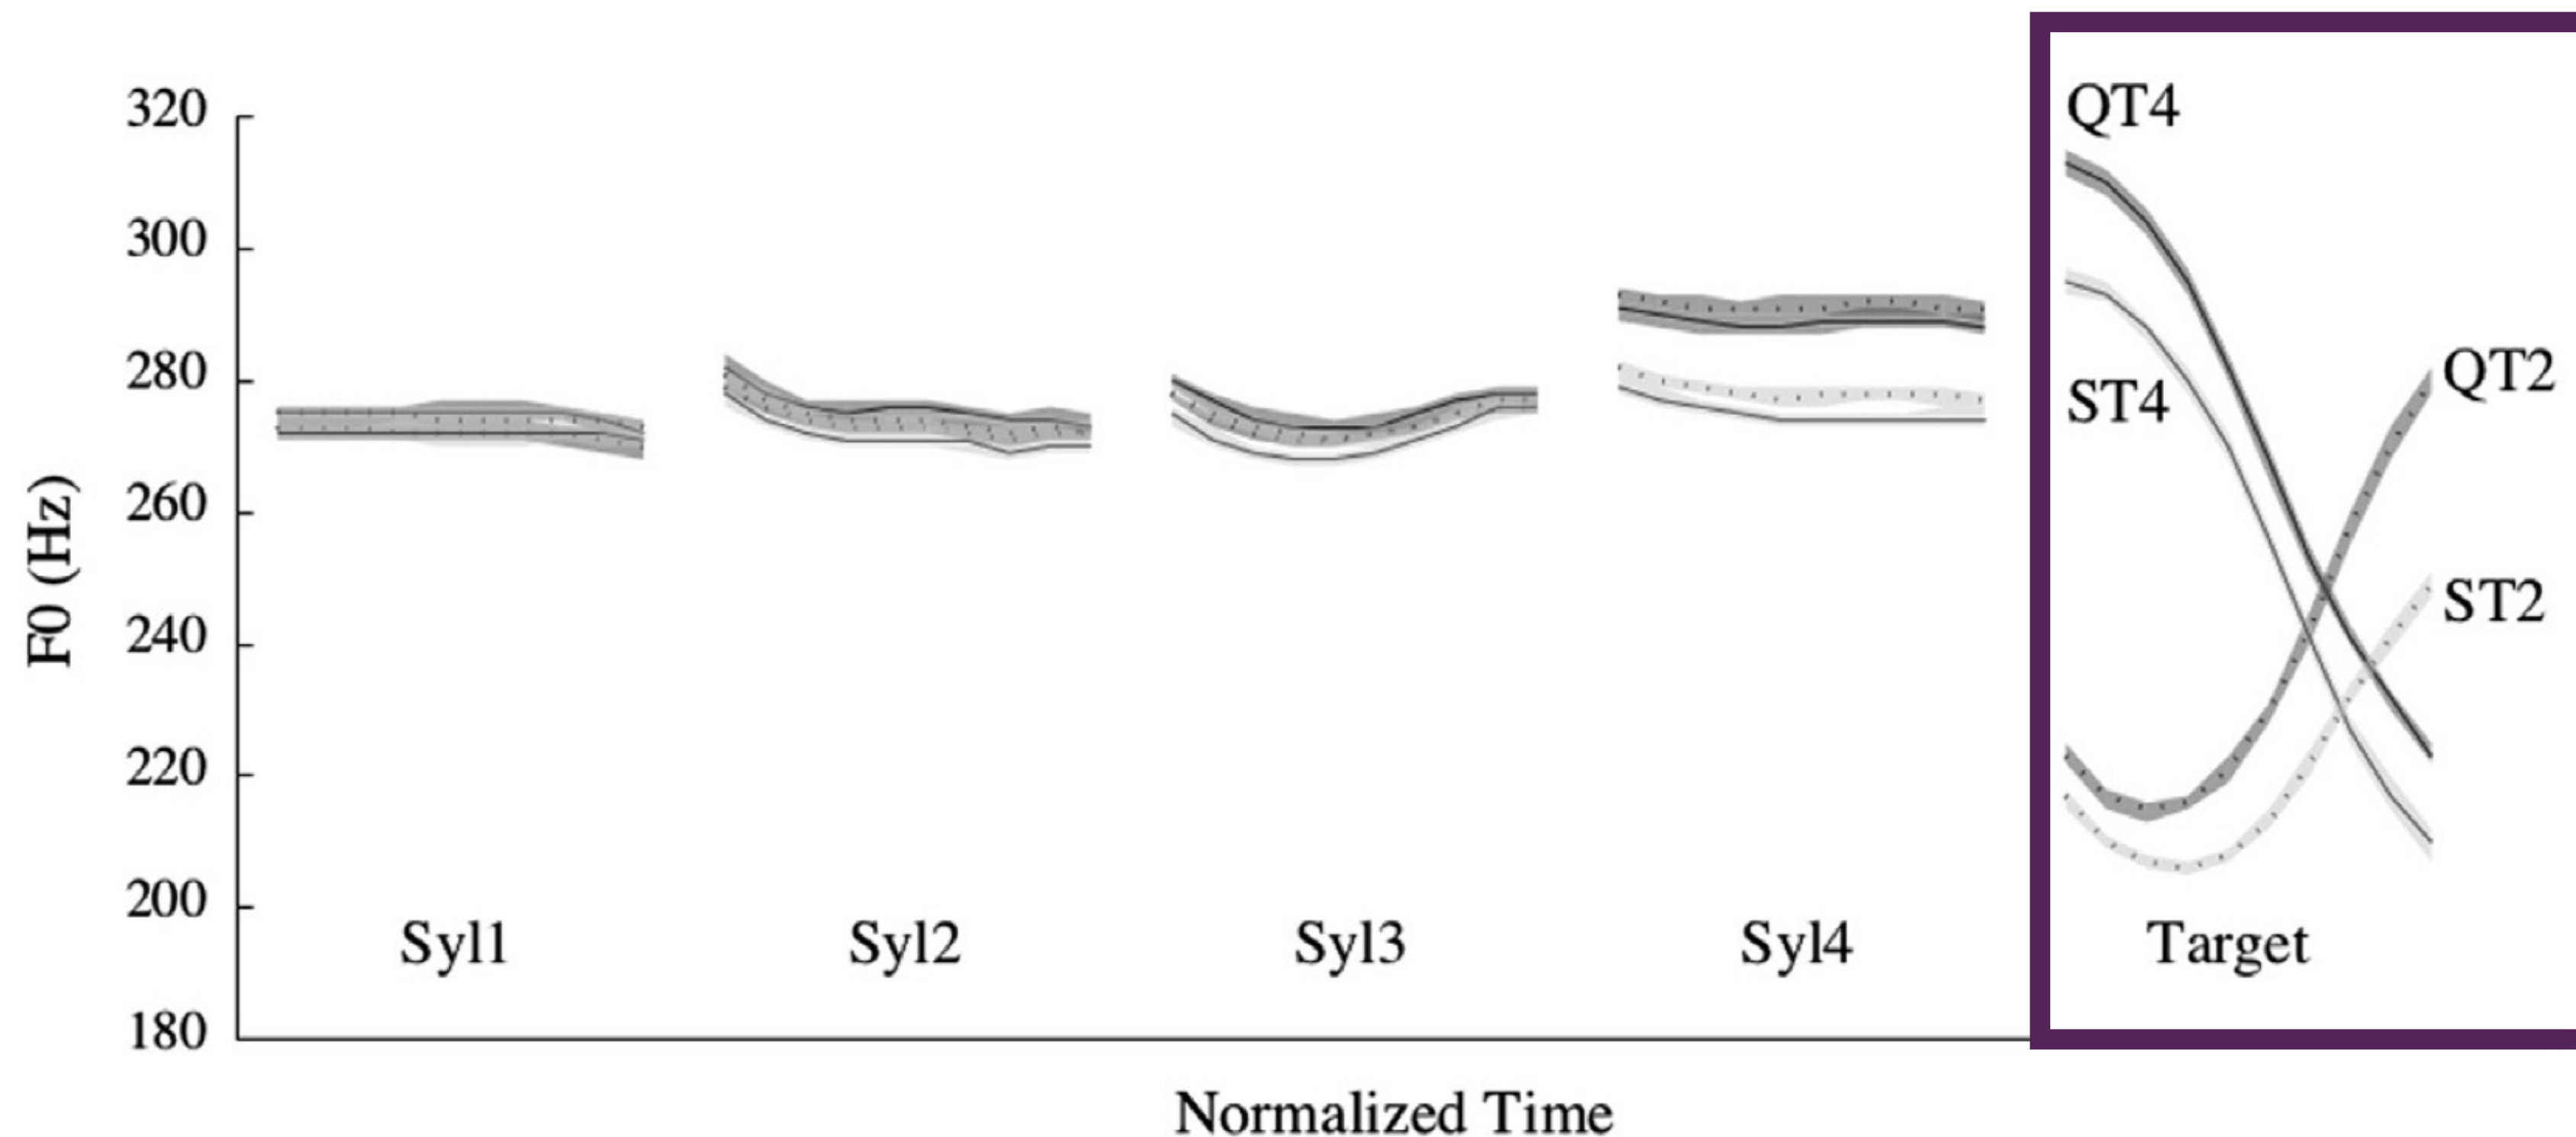 QT4
320
300
280
260
240
220
200
180
F0 (Hz)
ST4
QT2
ST2
Syl1
Syl2
Syl3
Syl4
Target
Normalized Time